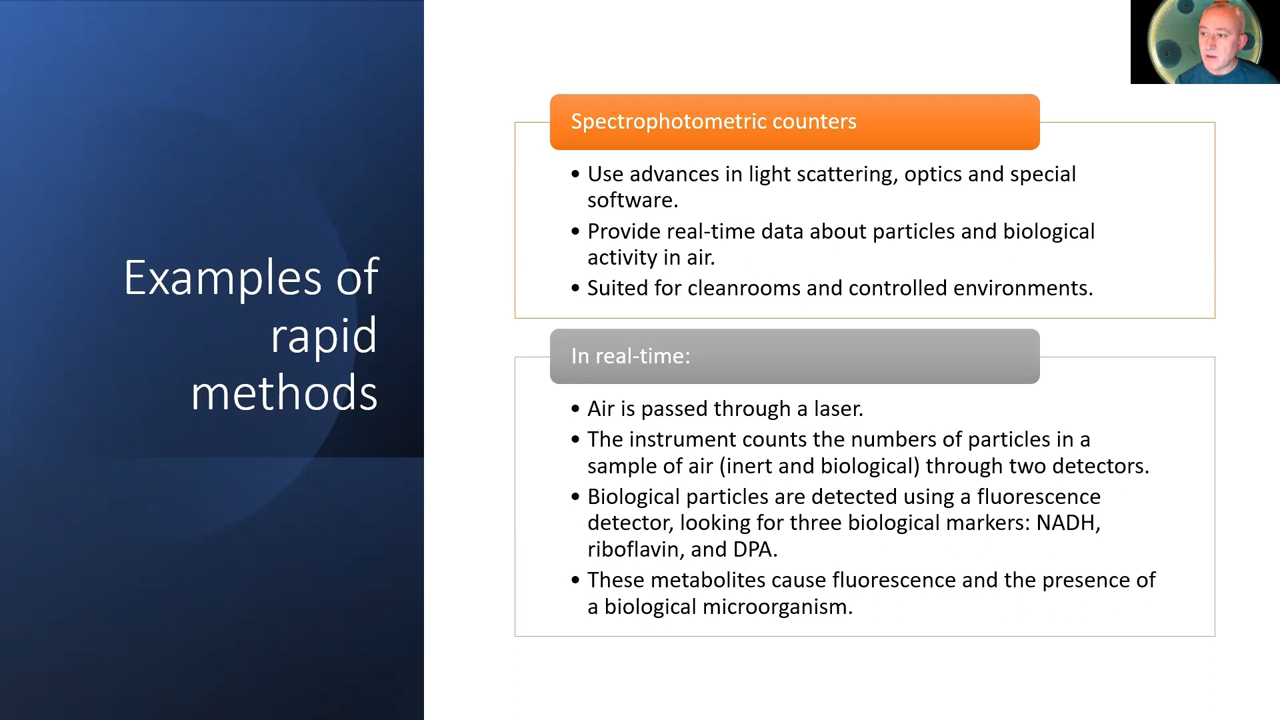 Examples of
rapid
methods
Spectrophotometric counters
• Use advances in light scattering, optics and special
software.
• Provide real-time data about particles and biological
activity in air.
• Suited for cleanrooms and controlled environments.
In real-time:
• Air is passed through a laser.
• The instrument counts the numbers of particles in a
sample of air (inert and biological) through two detectors.
• Biological particles are detected using a fluorescence
detector, looking for three biological markers: NADH,
riboflavin, and DPA.
• These metabolites cause fluorescence and the presence of
a biological microorganism.